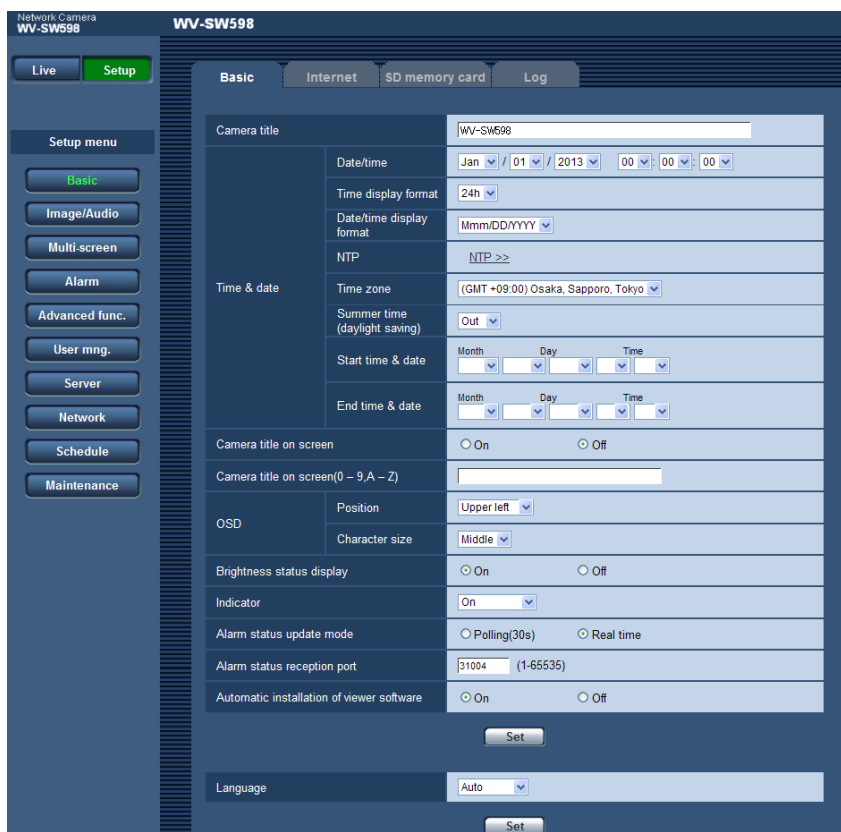 Network Camera
WV-SW598
WV-SW598
Live
Setup
Setup menu
Basic
Image/Audio
Multi-screen
Alarm
Advanced func.
User mng.
Server
Network
Schedule
Maintenance
Basic
Internet
SD memory card
Log
Camera title
WV-SW598
Time & date
Date/time
Jan / 01 / 2013 00 : 00 : 00
Time display format
24h
Date/time display
format
Mmm/DD/YYYY
NTP
NTP >>
Time zone
(GMT +09:00) Osaka, Sapporo, Tokyo
Summer time
(daylight saving)
Out
Start time & date
Month Day Time
End time & date
Month Day Time
Camera title on screen
On Off
Camera title on screen(0 – 9,A – Z)
OSD
Position
Upper left
Character size
Middle
Brightness status display
On Off
Indicator
On
Alarm status update mode
Polling(30s) Real time
Alarm status reception port
31004 (1-65535)
Automatic installation of viewer software
On Off
Set
Language
Auto
Set